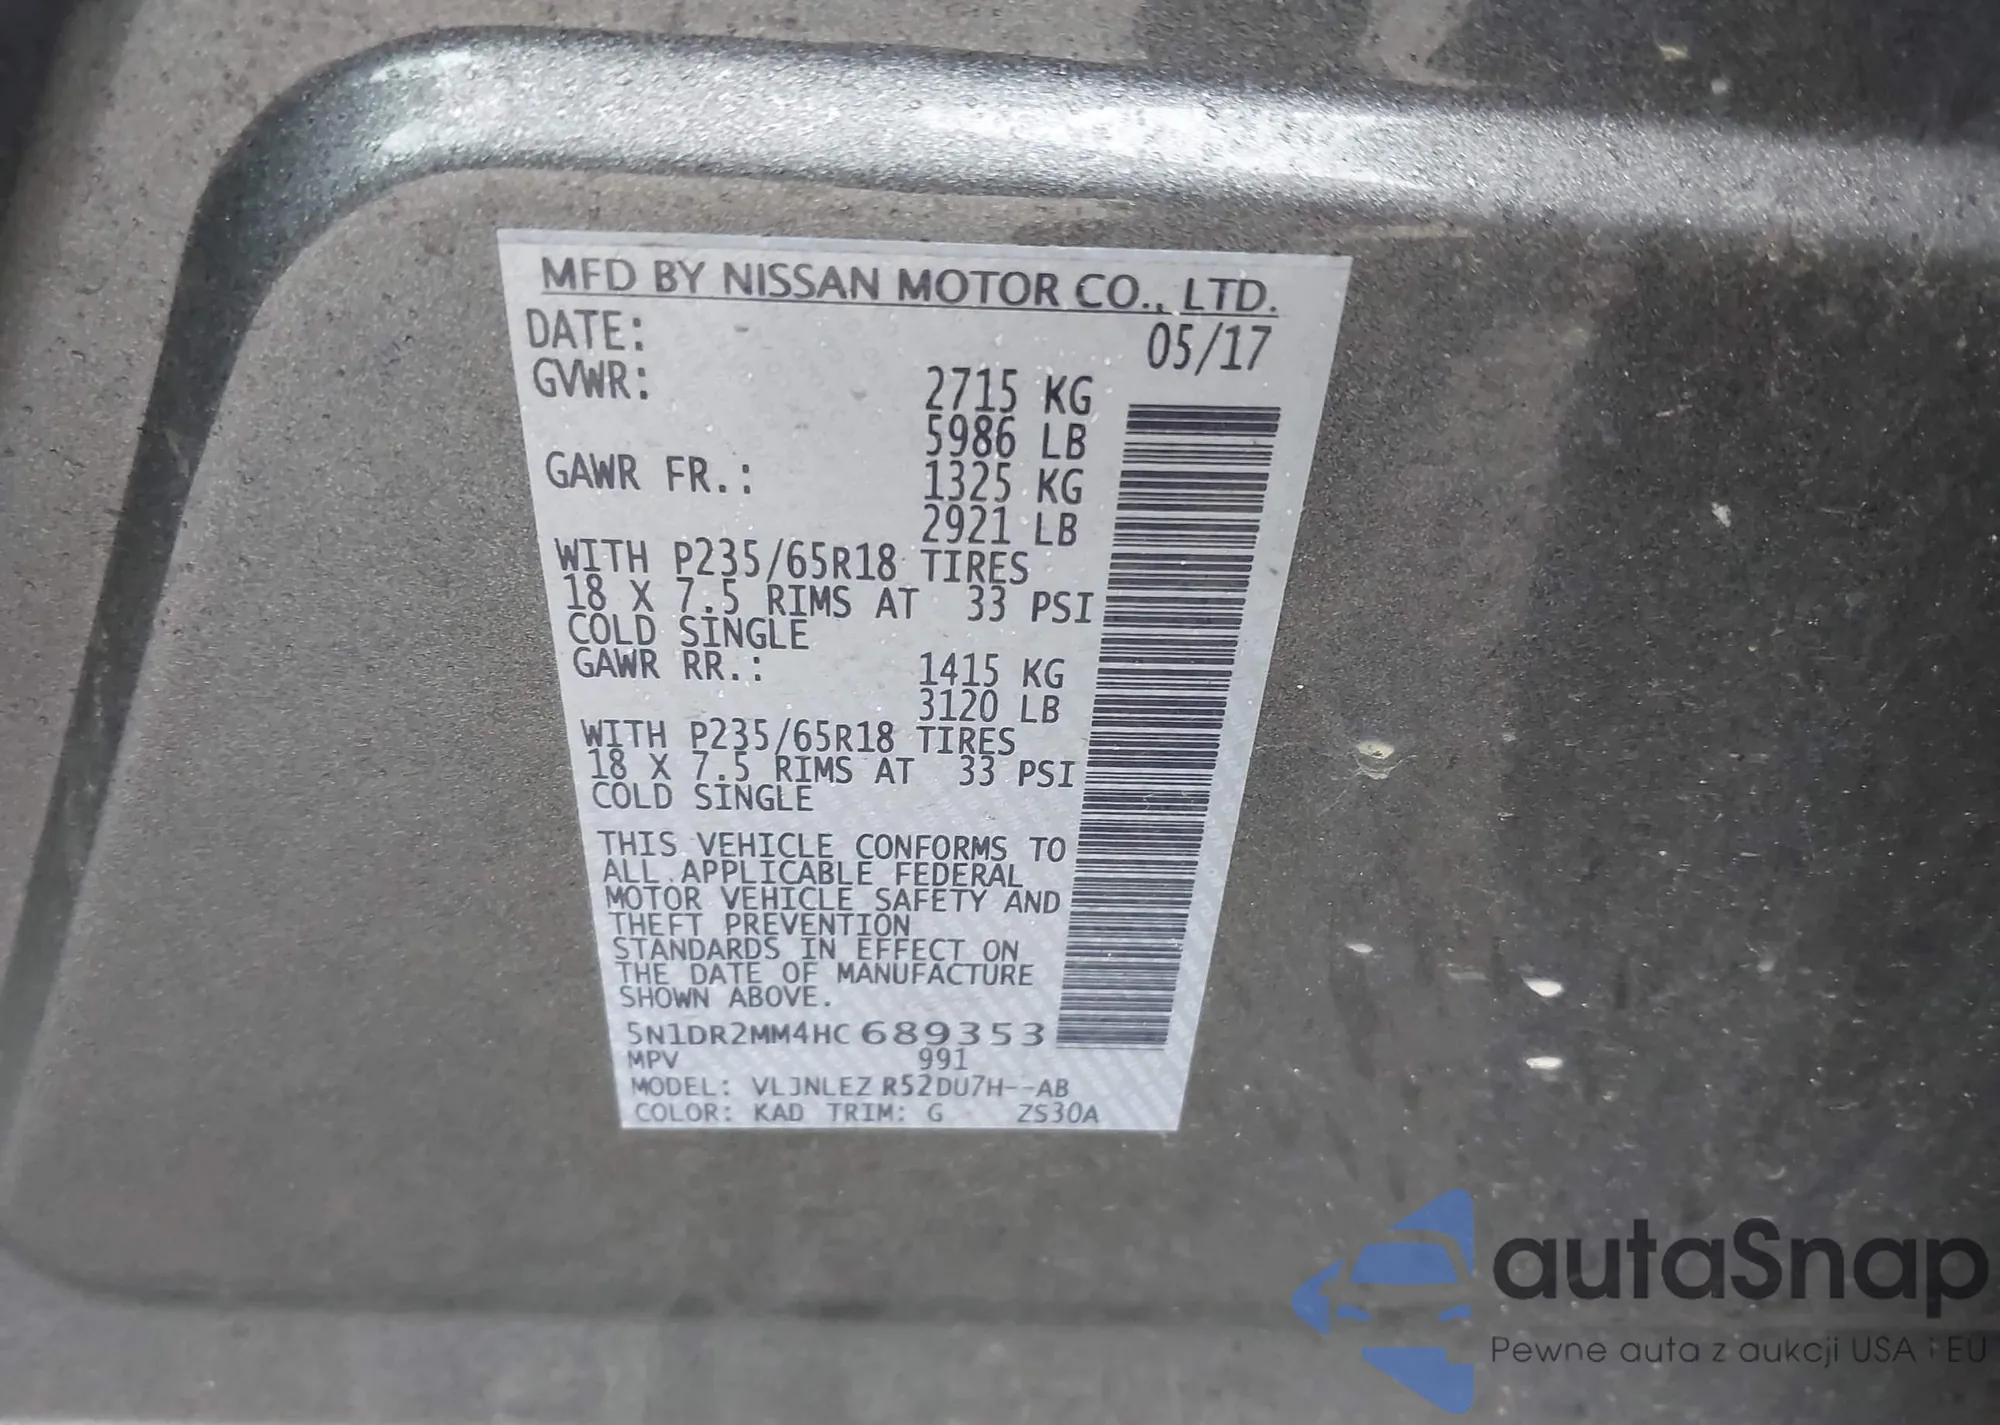 MFD BY NISSAN MOTOR CO., LTD.
DATE: 05/17
GVWR: 2715 KG
5986 LB
GAWR FR.: 1325 KG
2921 LB
WITH P235/65R18 TIRES
18 X 7.5 RIMS AT 33 PSI
COLD SINGLE
GAWR RR.: 1415 KG
3120 LB
WITH P235/65R18 TIRES
18 X 7.5 RIMS AT 33 PSI
COLD SINGLE
THIS VEHICLE CONFORMS TO
ALL APPLICABLE FEDERAL
MOTOR VEHICLE SAFETY AND
THEFT PREVENTION
STANDARDS IN EFFECT ON
THE DATE OF MANUFACTURE
SHOWN ABOVE.
5N1DR2MM4HC689353
MPV 991
MODEL: VLJNLEZ R52DU7H--AB
COLOR: KAD TRIM: G ZS30A
autaSnap
Pewne auta z aukcji USA i EU